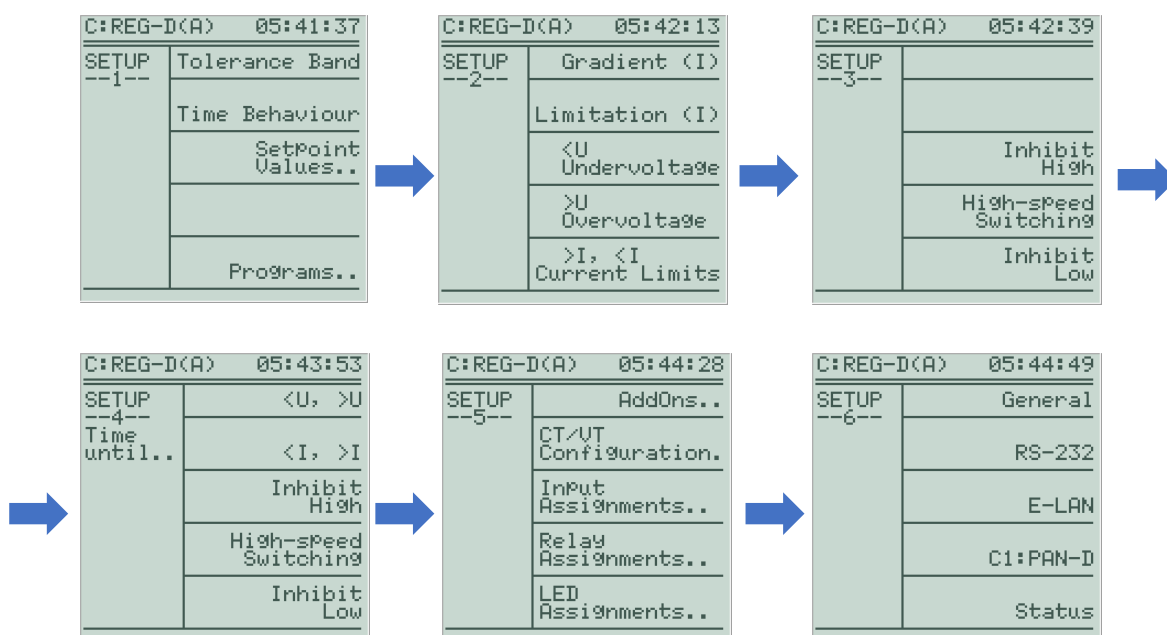 C:REG-D(A) 05:41:37
SETUP
--1--
Tolerance Band
Time Behaviour
Setpoint
Values..
Programs..
C:REG-D(A) 05:42:13
SETUP
--2--
Gradient (I)
Limitation (I)
<U
Undervoltage
>U
Overvoltage
>I, <I
Current Limits
C:REG-D(A) 05:42:39
SETUP
--3--
Inhibit
High
High-speed
Switching
Inhibit
Low
C:REG-D(A) 05:43:53
SETUP
--4--
Time
until..
<U, >U
<I, >I
Inhibit
High
High-speed
Switching
Inhibit
Low
C:REG-D(A) 05:44:28
SETUP
--5--
AddOns..
CT/VT
Configuration.
Input
Assignments..
Relay
Assignments..
LED
Assignments..
C:REG-D(A) 05:44:49
SETUP
--6--
General
RS-232
E-LAN
C1:PAN-D
Status